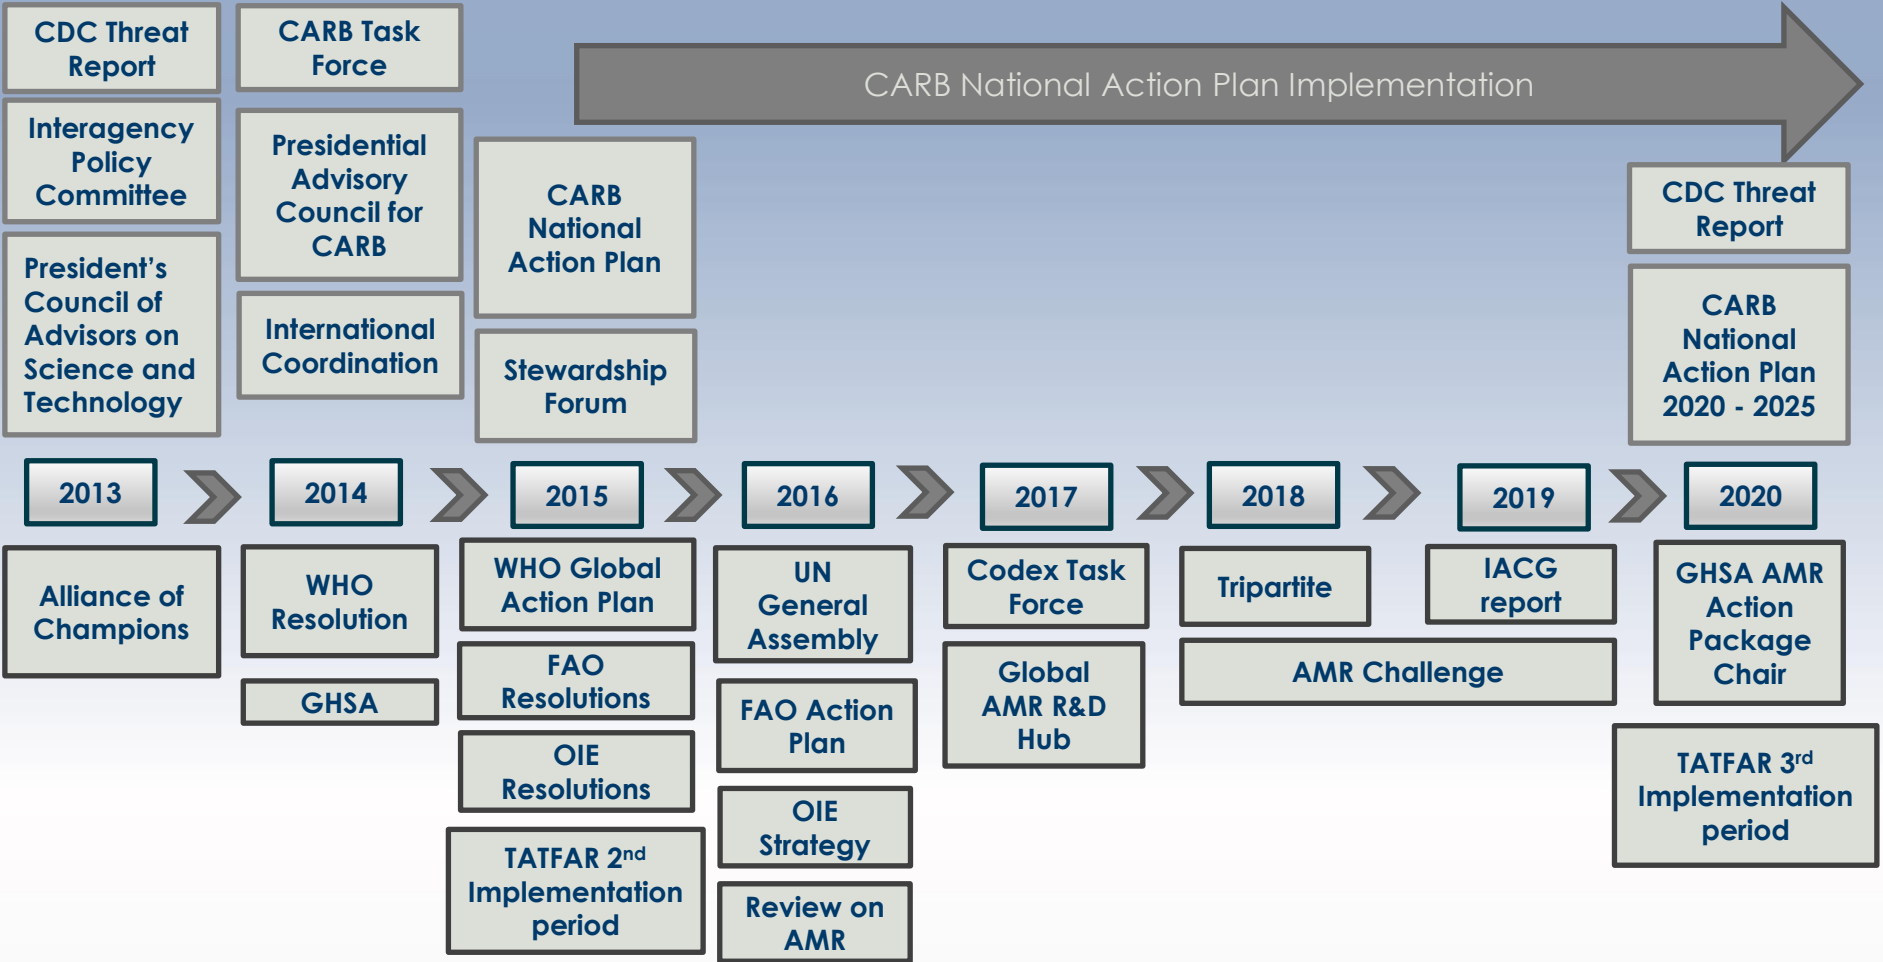 CDC Threat
Report
Interagency
Policy
Committee
President’s
Council of
Advisors on
Science and
Technology
CARB Task
Force
Presidential
Advisory
Council for
CARB
International
Coordination
CARB National Action Plan Implementation
CARB
National
Action Plan
Stewardship
Forum
CDC Threat
Report
CARB
National
Action Plan
2020 - 2025
2013
2014
2015
2016
2017
2018
2019
2020
Alliance of
Champions
WHO
Resolution
GHSA
WHO Global
Action Plan
FAO
Resolutions
OIE
Resolutions
TATFAR 2nd
Implementation
period
UN
General
Assembly
FAO Action
Plan
OIE
Strategy
Review on
AMR
Codex Task
Force
Global
AMR R&D
Hub
Tripartite
IACG
report
AMR Challenge
GHSA AMR
Action
Package
Chair
TATFAR 3rd
Implementation
period